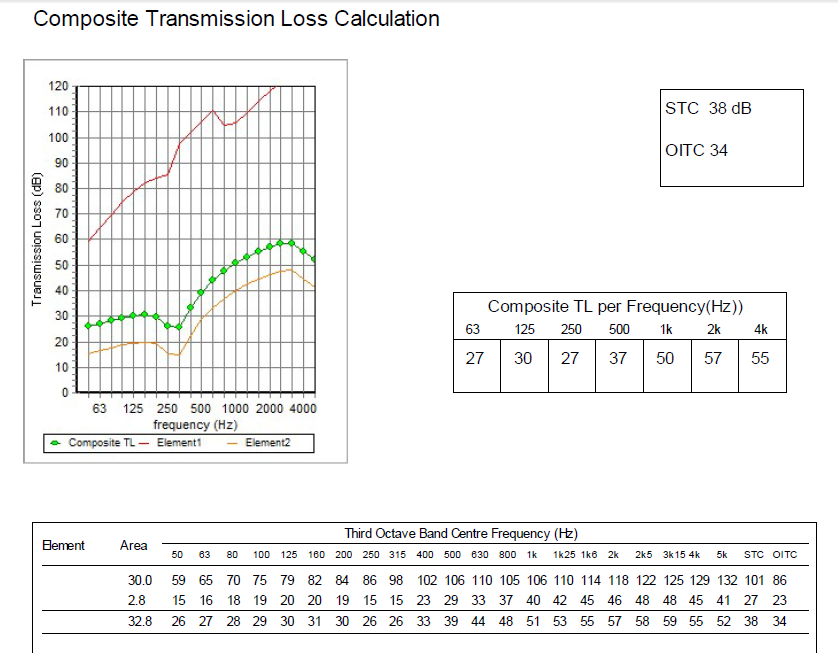 Composite Transmission Loss Calculation
120
110
100
90
80
70
60
50
40
30
20
10
0
Transmission Loss (dB)
63 125 250 500 1000 2000 4000
frequency (Hz)
Composite TL Element1 Element2
STC 38 dB
OITC 34
Composite TL per Frequency(Hz))
63 125 250 500 1k 2k 4k
27 30 27 37 50 57 55
Third Octave Band Centre Frequency (Hz)
Element Area
50 63 80 100 125 160 200 250 315 400 500 630 800 1k 1k25 1k6 2k 2k5 3k15 4k 5k STC OITC
30.0 59 65 70 75 79 82 84 86 98 102 106 110 105 106 110 114 118 122 125 129 132 101 86
2.8 15 16 18 19 20 20 19 15 15 23 29 33 37 40 42 45 46 48 48 45 41 27 23
32.8 26 27 28 29 30 31 30 26 26 33 39 44 48 51 53 55 57 58 59 55 52 38 34